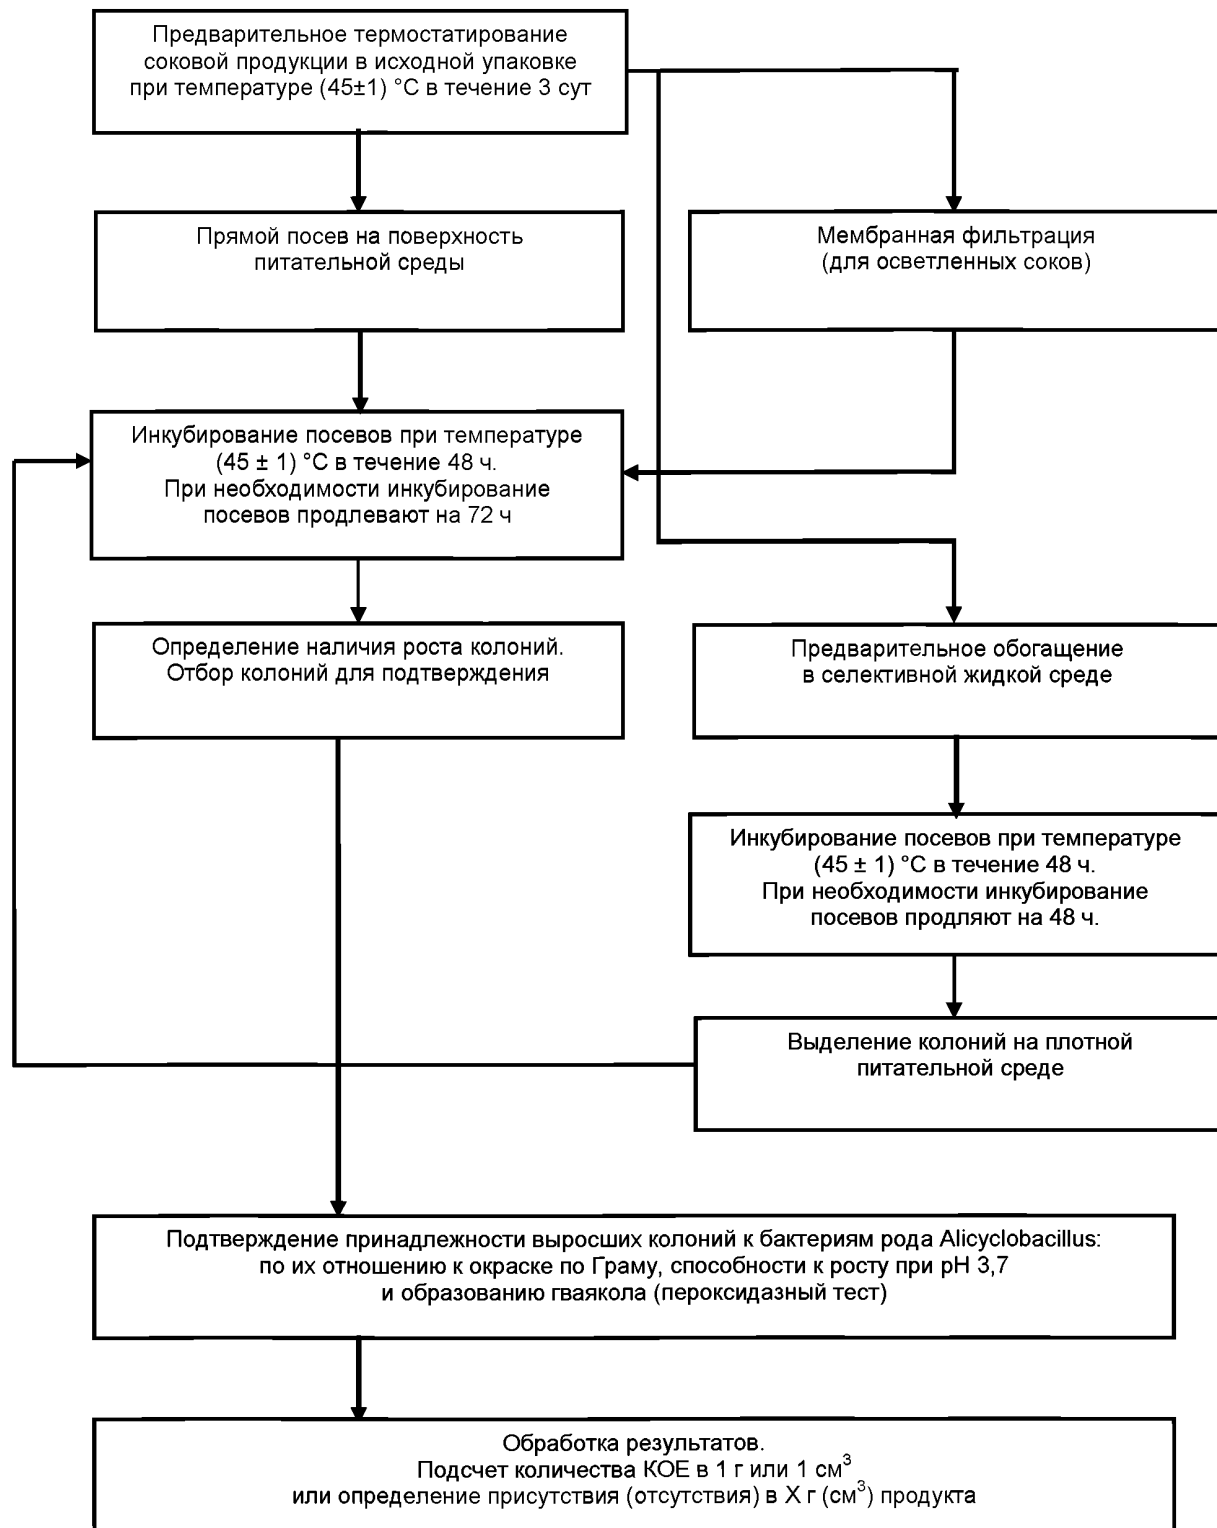 Предварительное термостатирование
соковой продукции в исходной упаковке
при температуре (45±1) °С в течение 3 сут
Прямой посев на поверхность
питательной среды
Мембранная фильтрация
(для осветленных соков)
Инкубирование посевов при температуре
(45 ± 1) °С в течение 48 ч.
При необходимости инкубирование
посевов продлевают на 72 ч
Определение наличия роста колоний.
Отбор колоний для подтверждения
Предварительное обогащение
в селективной жидкой среде
Инкубирование посевов при температуре
(45 ± 1) °С в течение 48 ч.
При необходимости инкубирование
посевов продляют на 48 ч.
Выделение колоний на плотной
питательной среде
Подтверждение принадлежности выросших колоний к бактериям рода Alicyclobacillus:
по их отношению к окраске по Граму, способности к росту при рН 3,7
и образованию гваякола (пероксидазный тест)
Обработка результатов.
Подсчет количества КОЕ в 1 г или 1 см³
или определение присутствия (отсутствия) в Х г (см³) продукта